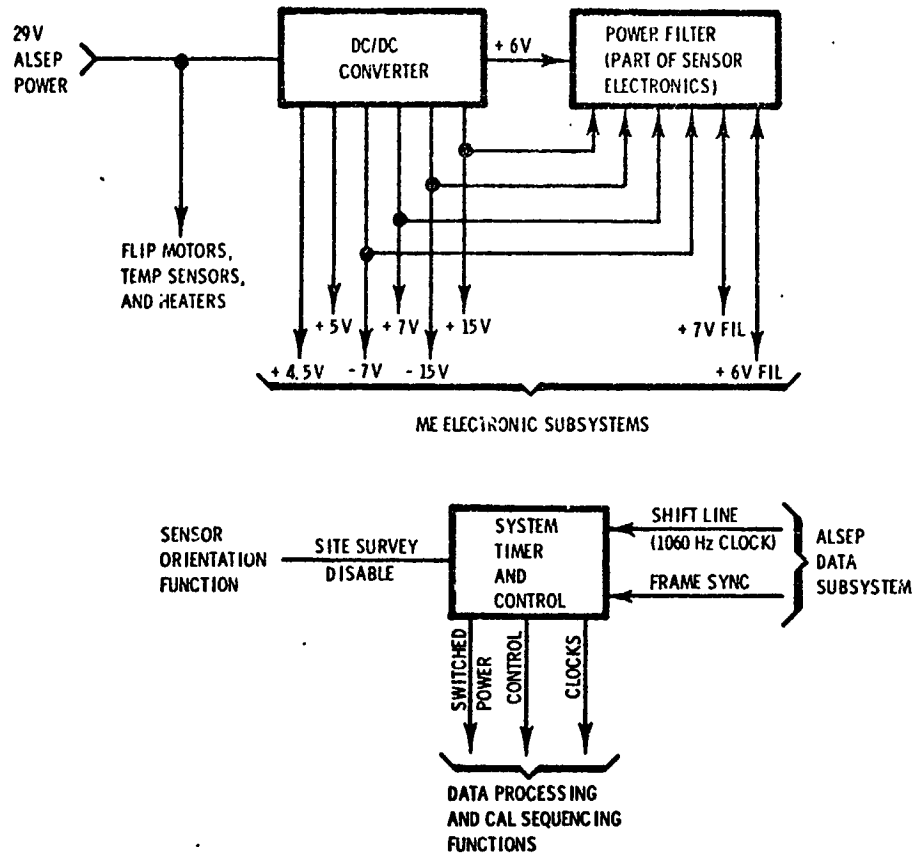 29V
ALSEP
POWER
DC/DC
CONVERTER
+ 6V
POWER FILTER
(PART OF SENSOR
ELECTRONICS)
FLIP MOTORS,
TEMP SENSORS,
AND HEATERS
+ 5V
+ 7V
+ 15V
+ 7V FIL
+ 4.5V
- 7V
- 15V
+ 6V FIL
ME ELECTRONIC SUBSYSTEMS
SENSOR
ORIENTATION
FUNCTION
SITE SURVEY
DISABLE
SYSTEM
TIMER
AND
CONTROL
SHIFT LINE
(1060 Hz CLOCK)
FRAME SYNC
ALSEP
DATA
SUBSYSTEM
SWITCHED
POWER
CONTROL
CLOCKS
DATA PROCESSING
AND CAL SEQUENCING
FUNCTIONS